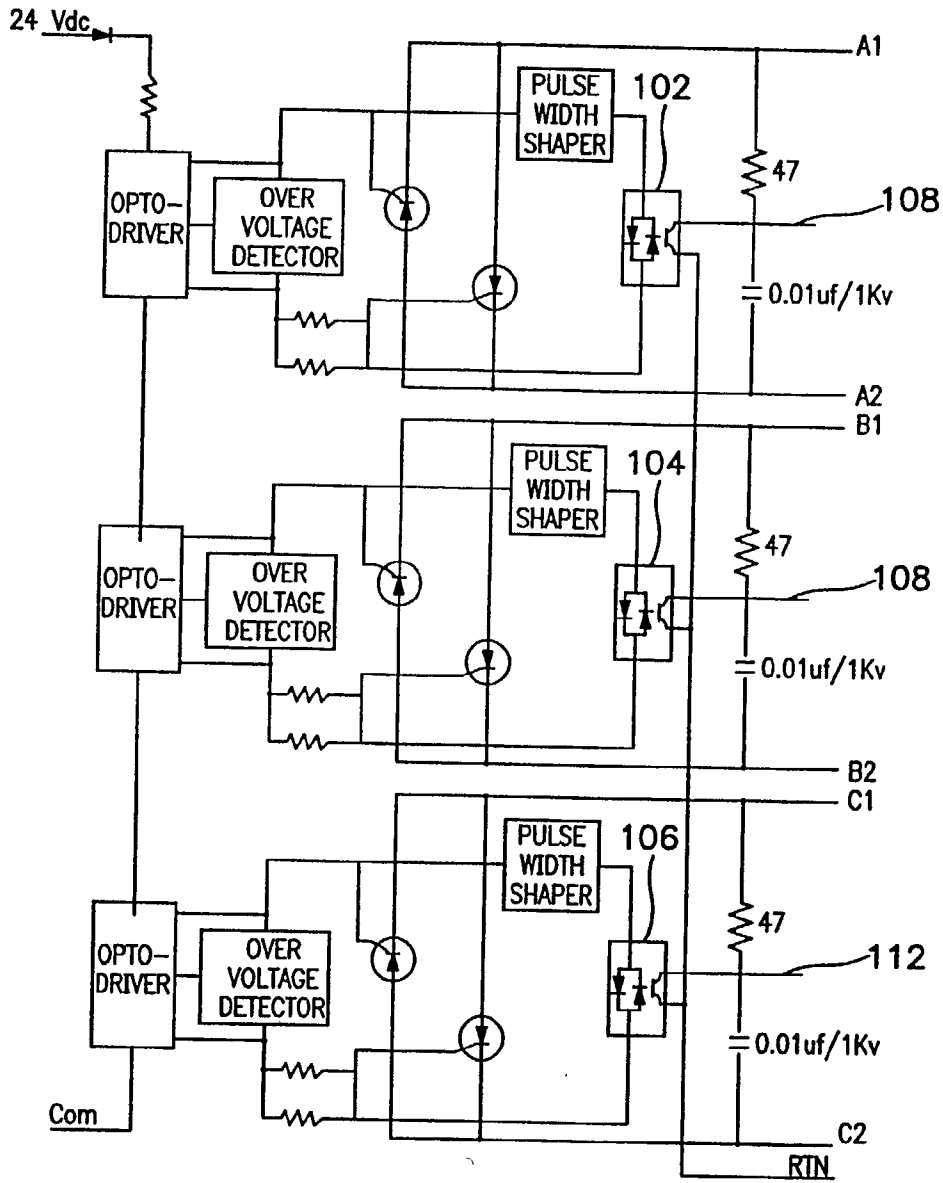 24 Vdc
A1
PULSE
WIDTH
SHAPER
102
47
108
OPTO-
DRIVER
OVER
VOLTAGE
DETECTOR
0.01uf/1Kv
A2
B1
PULSE
WIDTH
SHAPER
104
47
108
OPTO-
DRIVER
OVER
VOLTAGE
DETECTOR
0.01uf/1Kv
B2
C1
PULSE
WIDTH
SHAPER
106
47
112
OPTO-
DRIVER
OVER
VOLTAGE
DETECTOR
0.01uf/1Kv
Com
C2
RTN